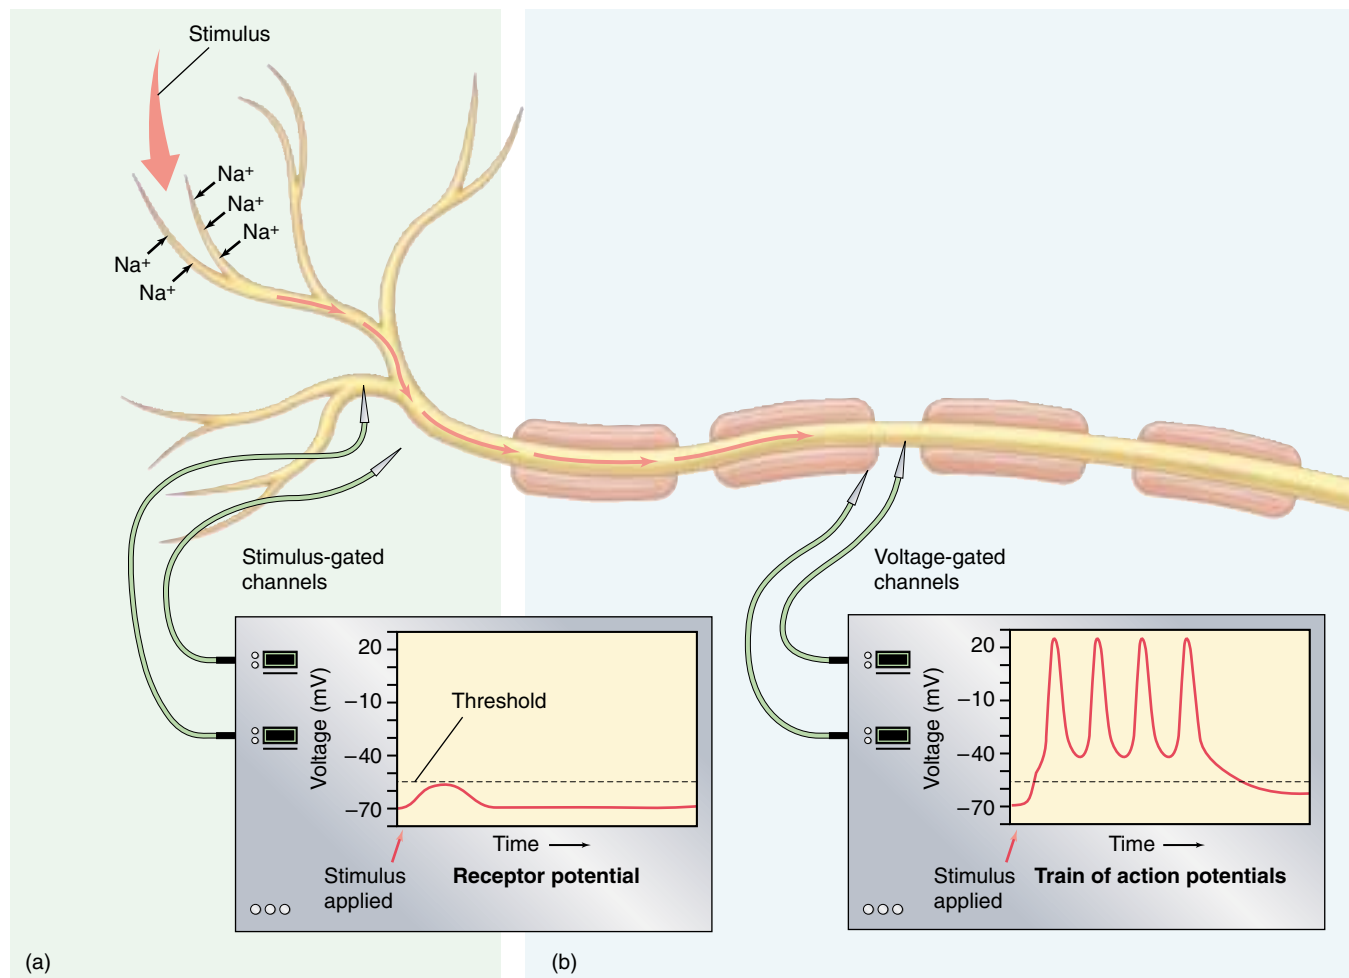 Stimulus
Na+
Na+
Na+
Na+
Na+
Stimulus-gated
channels
Voltage-gated
channels
20
–10
–40
–70
Voltage (mV)
Threshold
Time
Stimulus
applied
Receptor potential
20
–10
–40
–70
Voltage (mV)
Time
Stimulus
applied
Train of action potentials
(a)
(b)